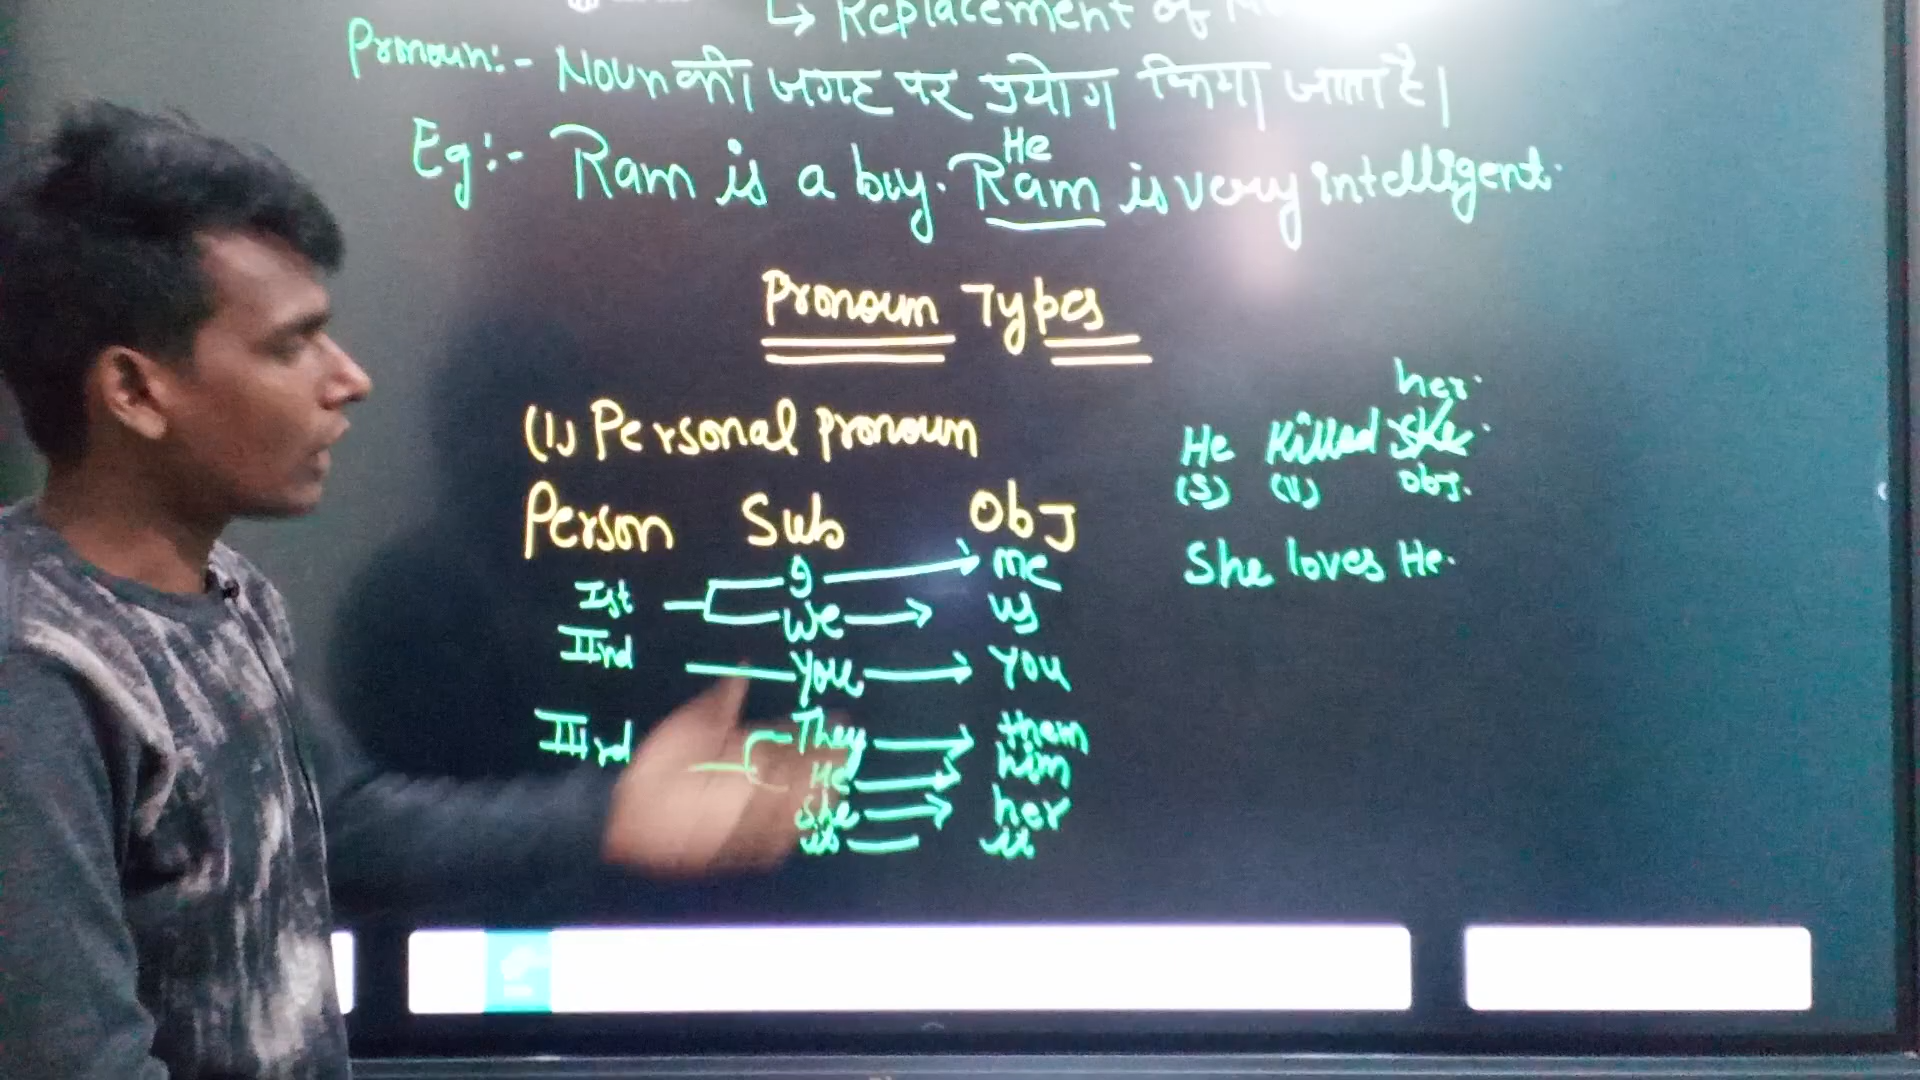 ↳ Replacement of
Pronoun:- Noun की जगह पर प्रयोग किया जाता है।
He
Eg:- Ram is a boy. Ram is very intelligent.
Pronoun Types
(1) Personal pronoun
Person Sub Obj
Ist I → me
we → us
IInd You → You
IIIrd They → them
He → him
she → her
it — it
her.
He killed she.
(S) (V) obj.
She loves He.